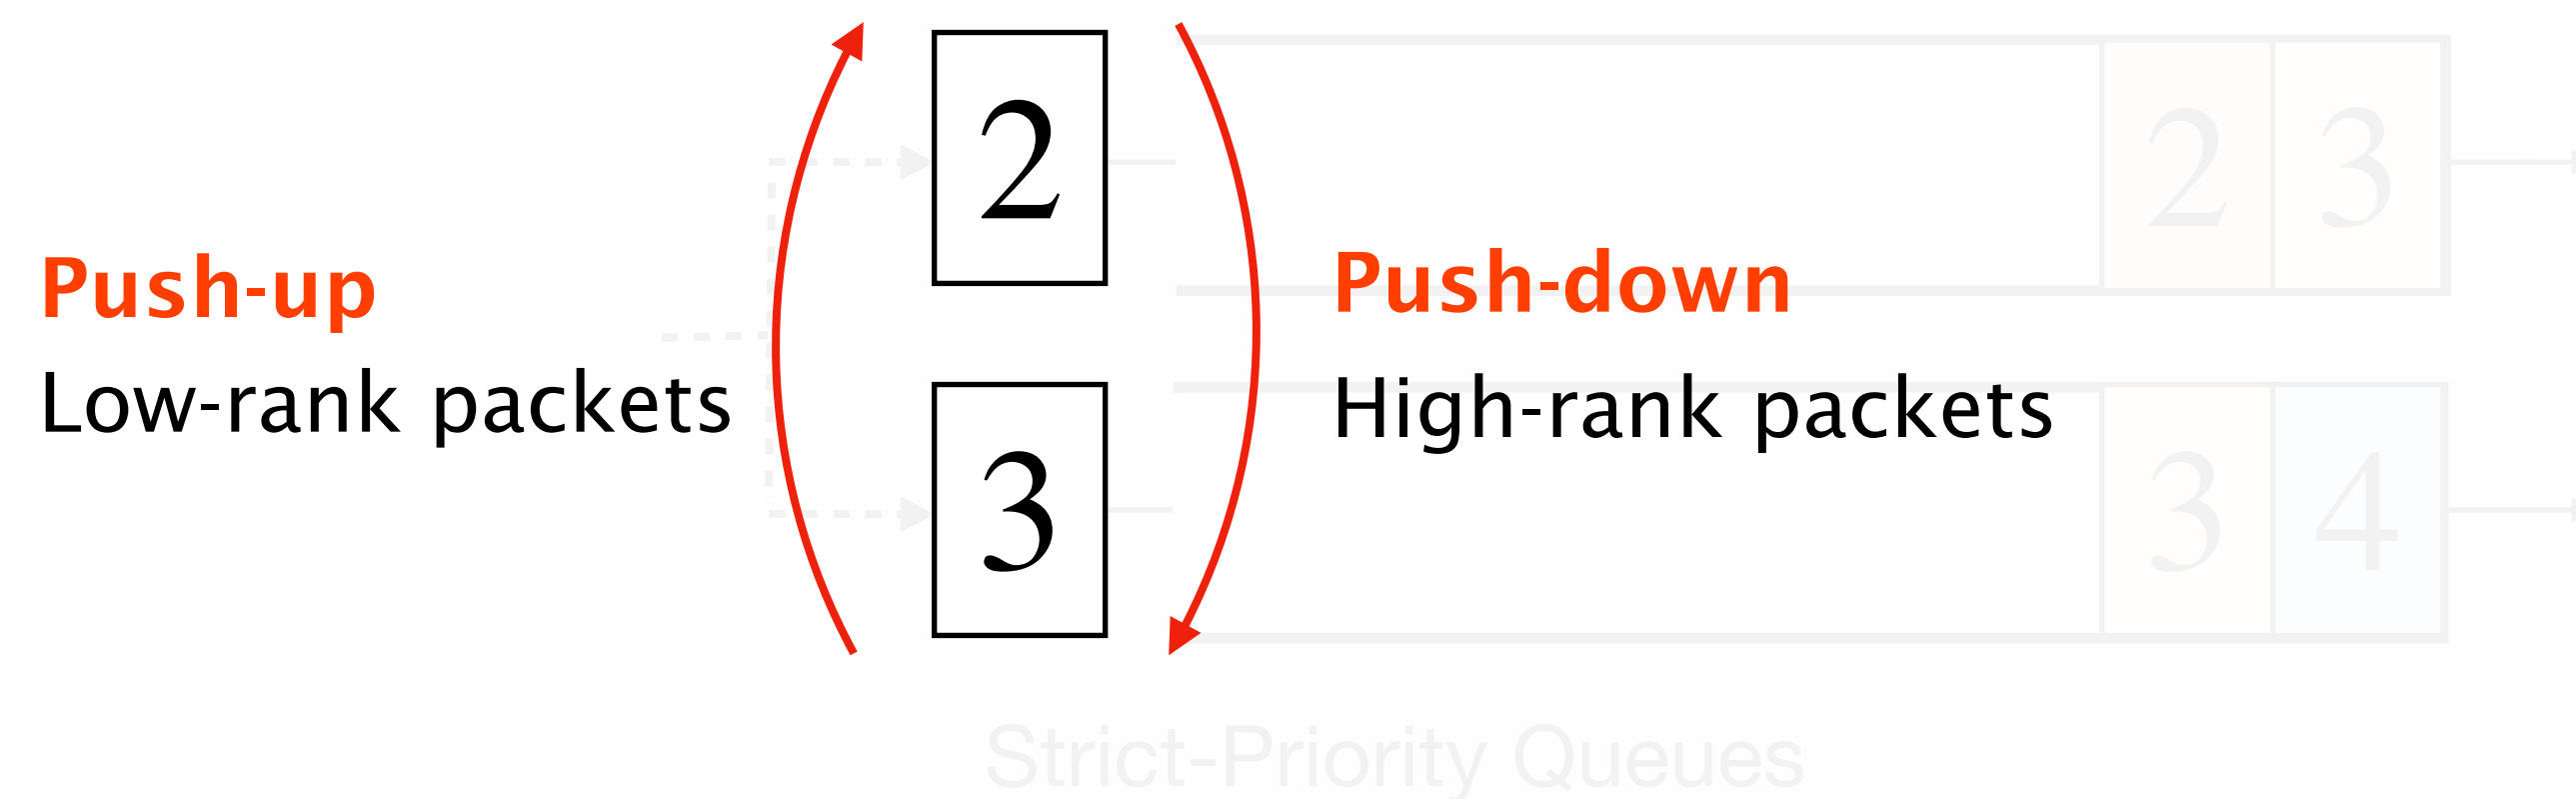 2
2 3
Push-up
Low-rank packets
Push-down
High-rank packets
3
3 4
Strict-Priority Queues